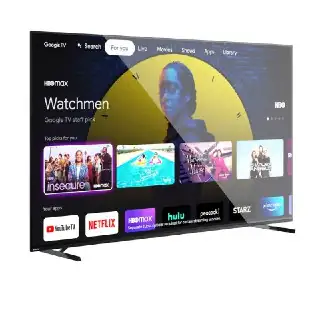 Google TV Search For you Live Movies Shows Apps Library
HBOMAX
Watchmen
Google TV staff pick
HBO
Top picks for you
insecure
HBOMAX
Your apps
YouTube TV NETFLIX HBOMAX hulu peacock STARZ